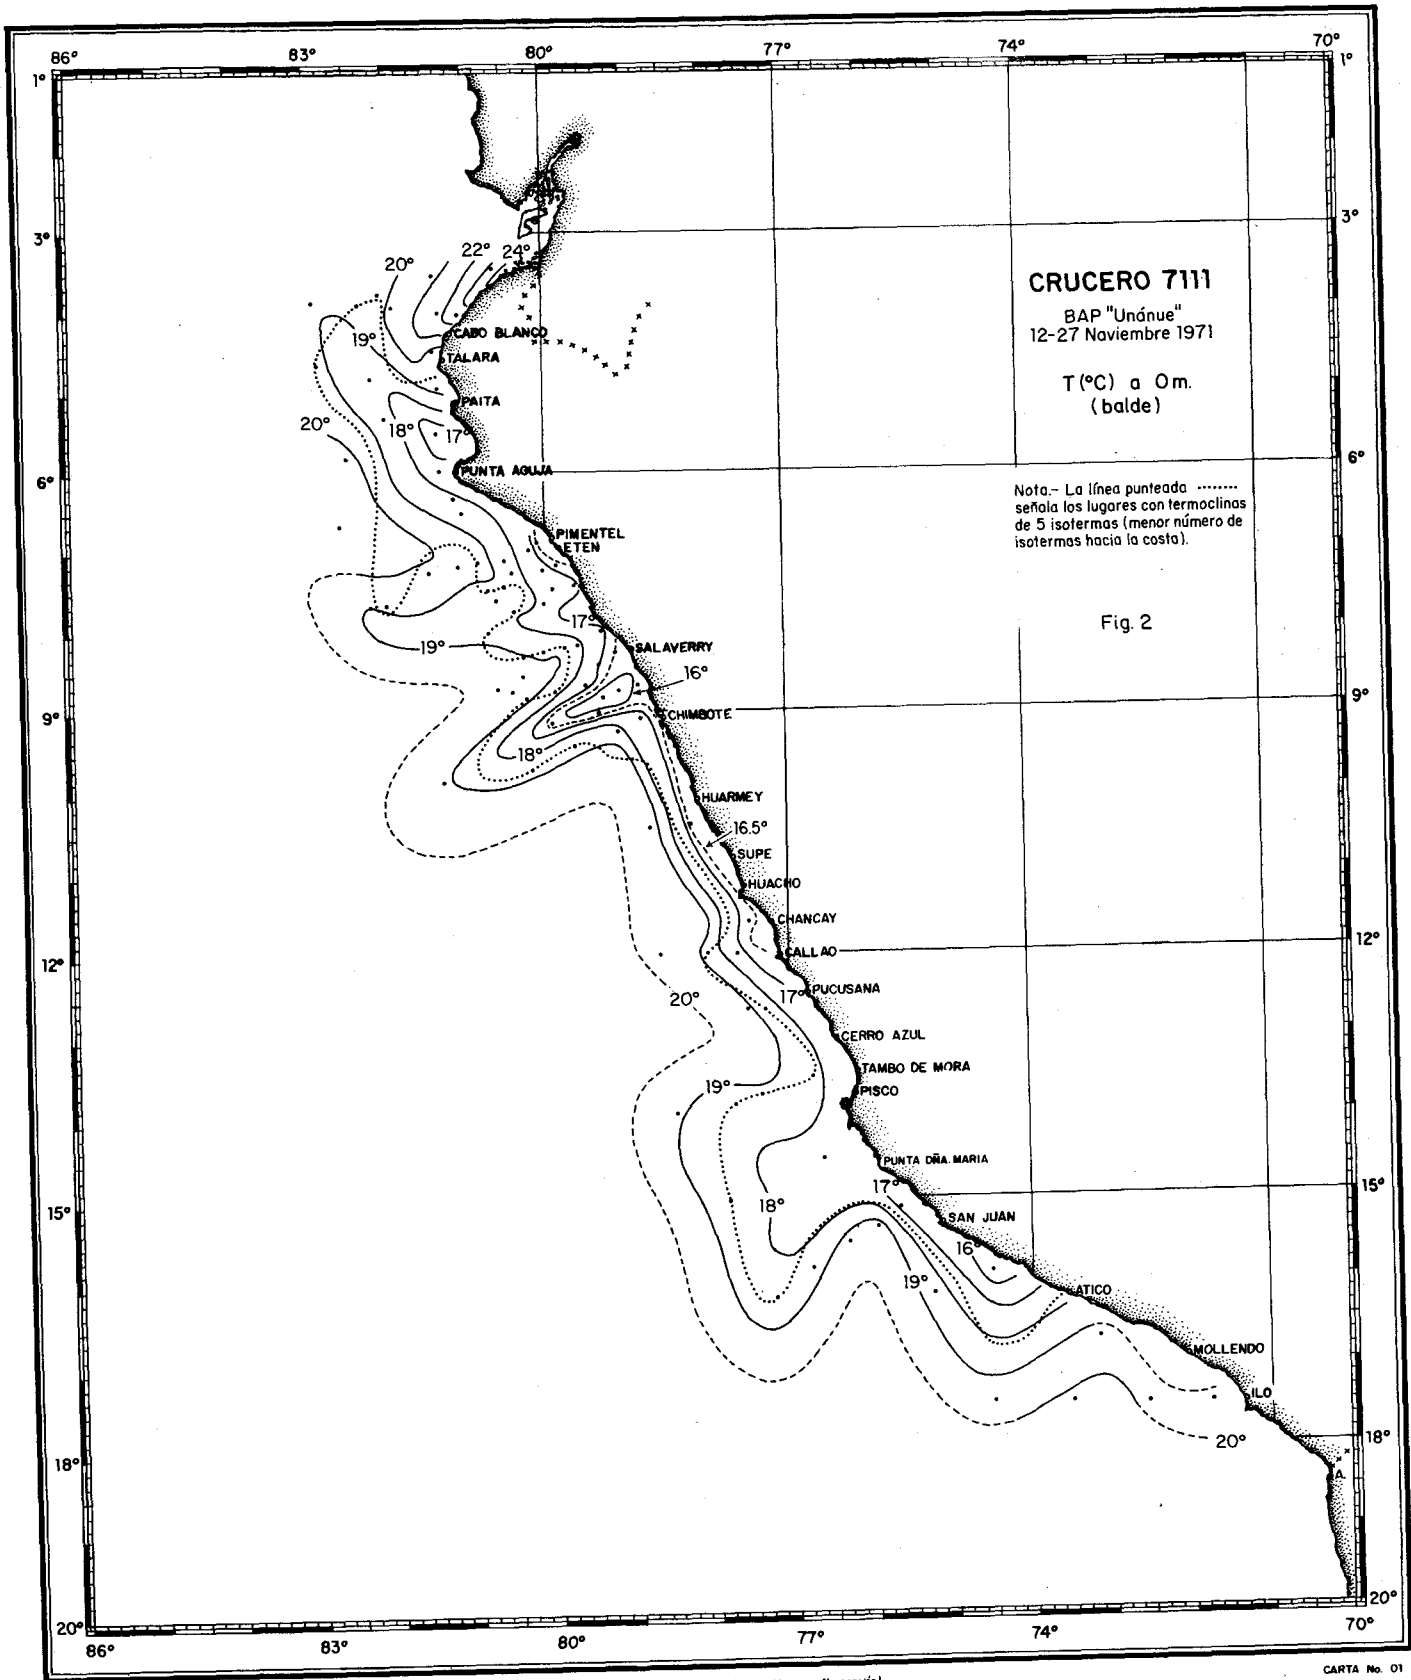 86° 83° 80° 77° 74° 70°
1° 1°
3° 3°
22° 24°
20°
CRUCERO 7111
BAP "Unánue"
12-27 Noviembre 1971
T (°C) a 0 m.
(balde)
CABO BLANCO
19°
TALARA
PAITA
20° 18° 17°
PUNTA AGUJA
6° 6°
Nota.- La línea punteada ........
señala los lugares con termoclinas
de 5 isotermas (menor número de
isotermas hacia la costa).
PIMENTEL
ETEN
Fig. 2
17°
19° SALAVERRY
16°
9° CHIMBOTE 9°
18°
HUARMEY
16.5°
SUPE
HUACHO
CHANCAY
CALLAO
12° 12°
20° 17° PUCUSANA
CERRO AZUL
TAMBO DE MORA
19° PISCO
PUNTA DÑA. MARIA
17°
15° 18° SAN JUAN 15°
16°
19° ATICO
MOLLENDO
ILO
20°
18° 18°
A.
20° 20°
86° 83° 80° 77° 74° 70°
CARTA No. 01